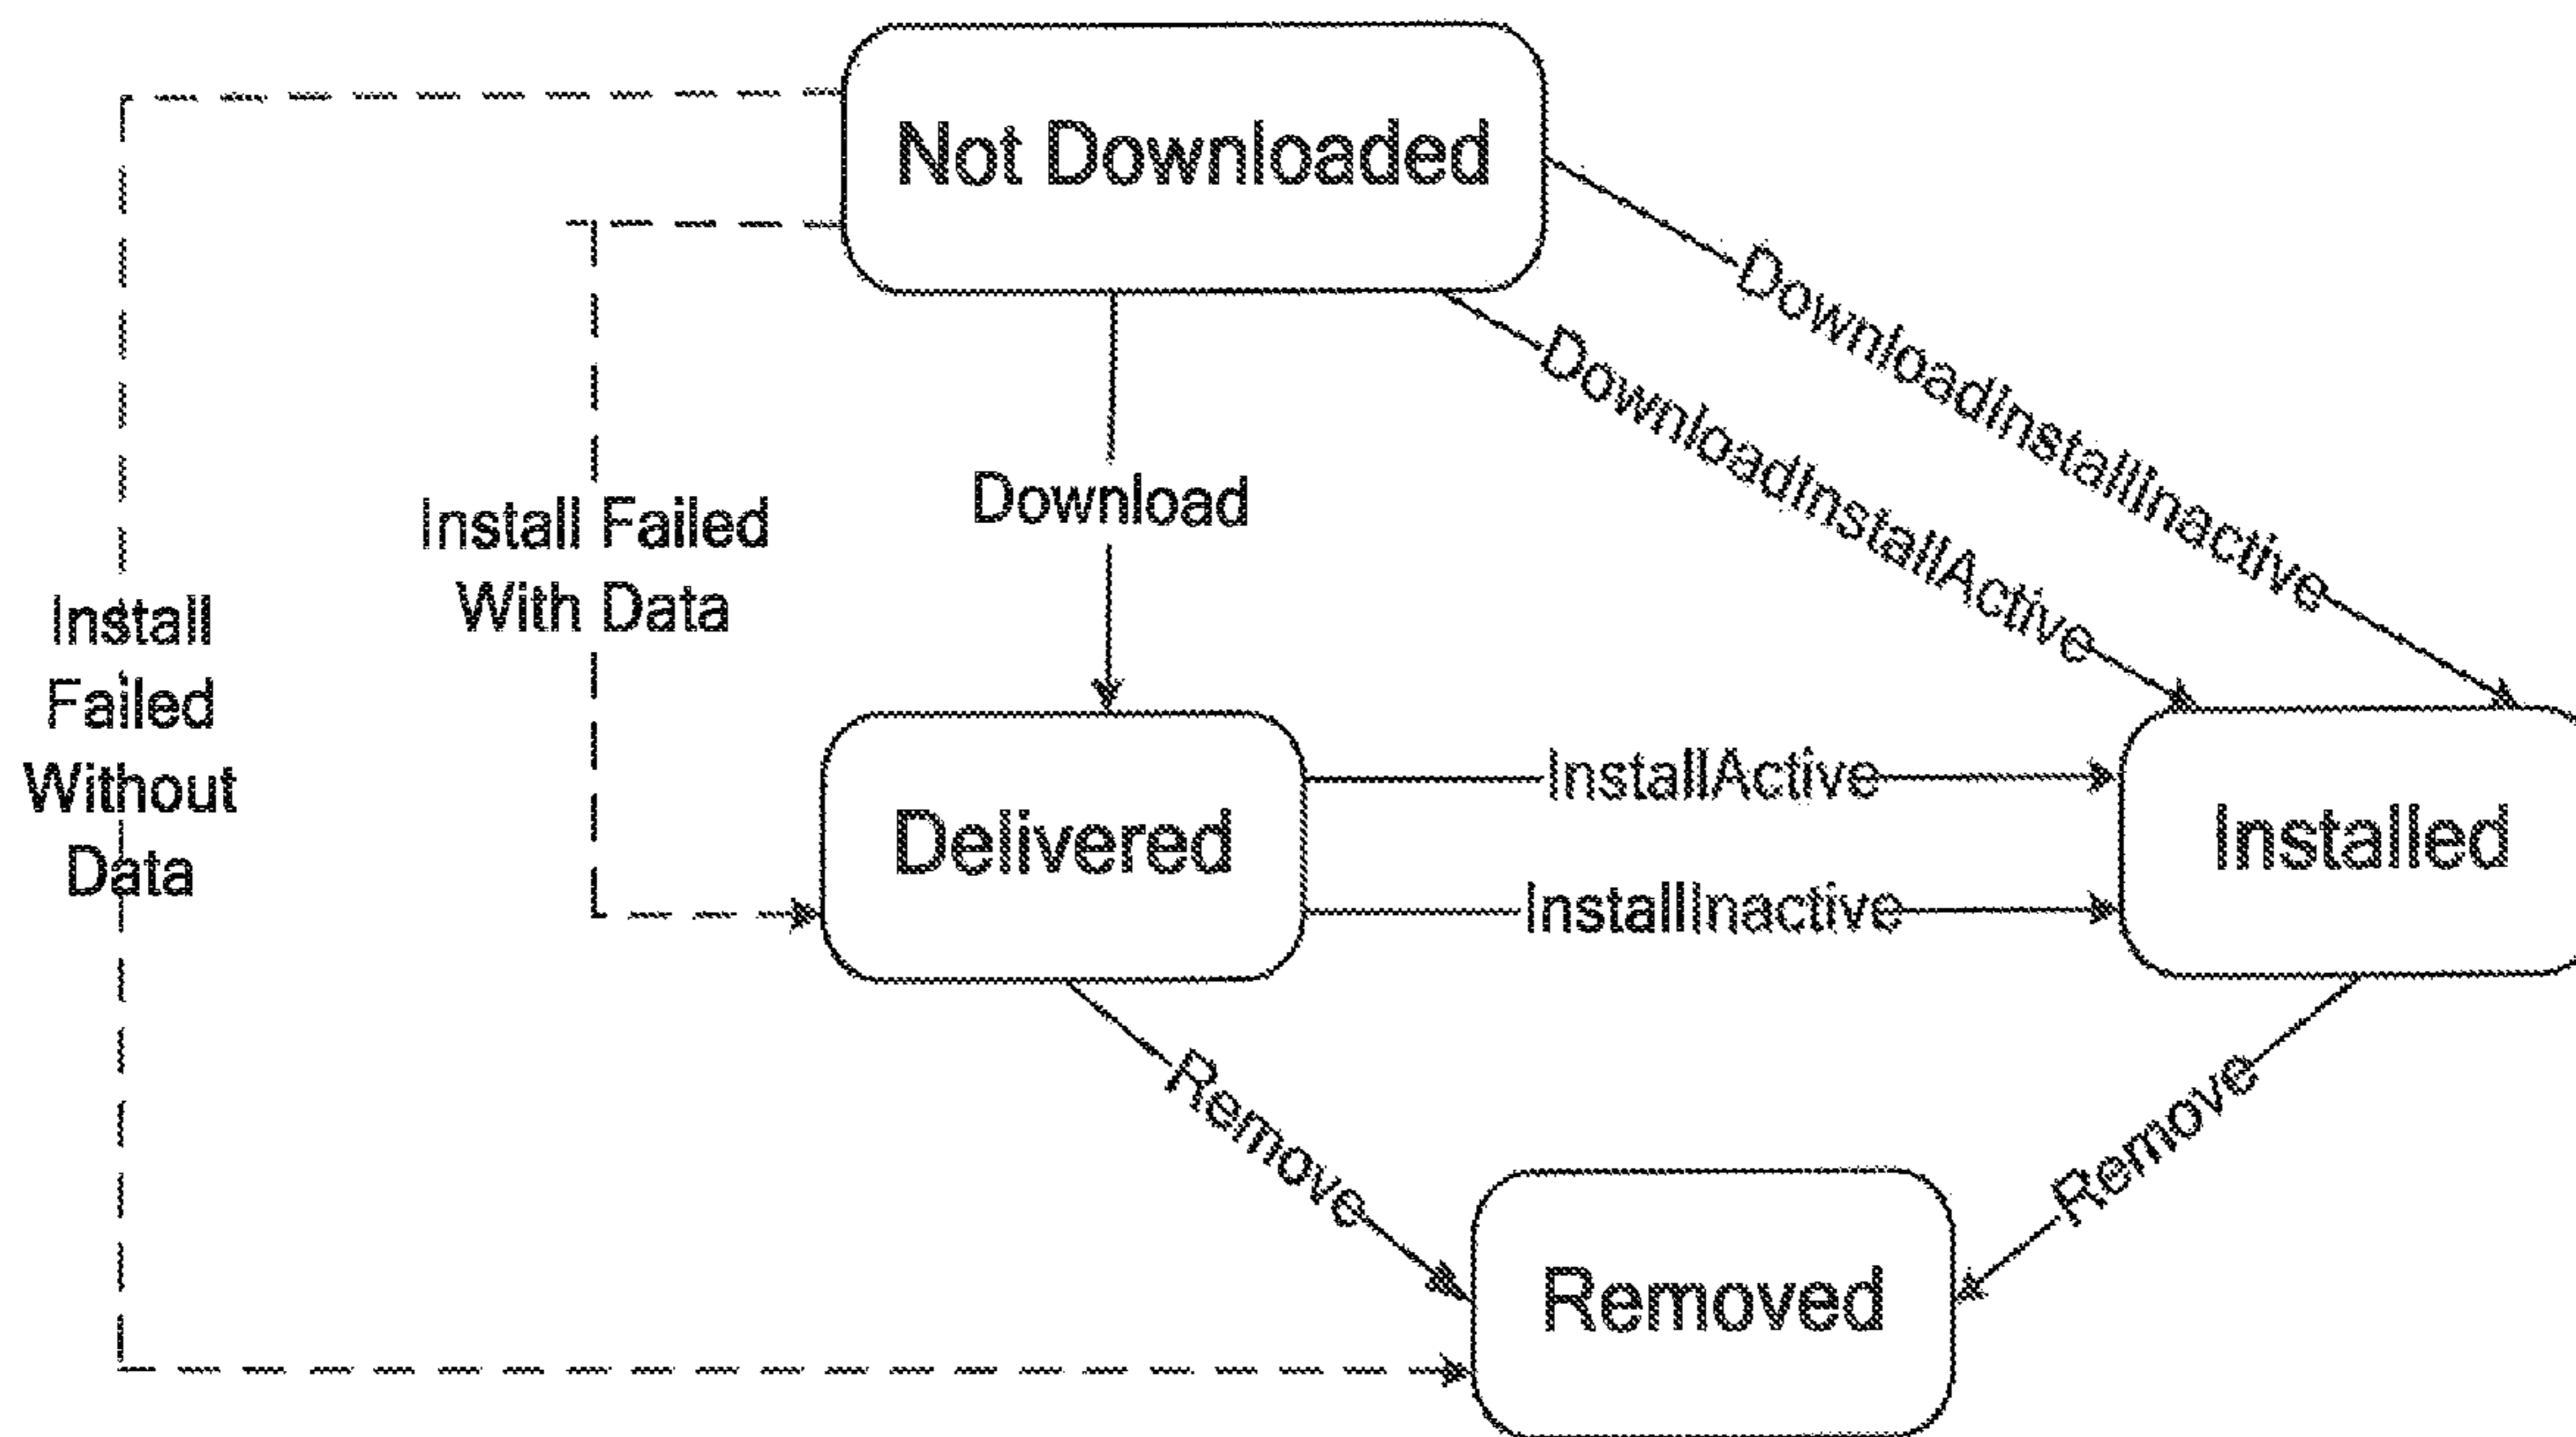 Not Downloaded
DownloadInstallInactive
DownloadInstallActive
Download
Install Failed
With Data
Install
Failed
Without
Data
Delivered
InstallActive
InstallInactive
Installed
Remove
Remove
Removed